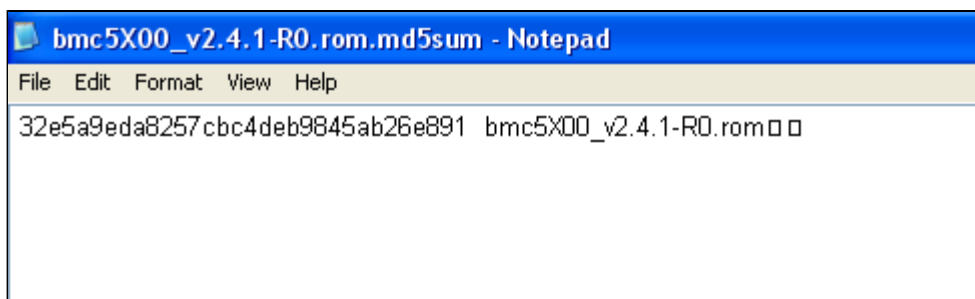 bmc5X00_v2.4.1-R0.rom.md5sum - Notepad
File Edit Format View Help
32e5a9eda8257cbc4deb9845ab26e891 bmc5X00_v2.4.1-R0.rom▯▯